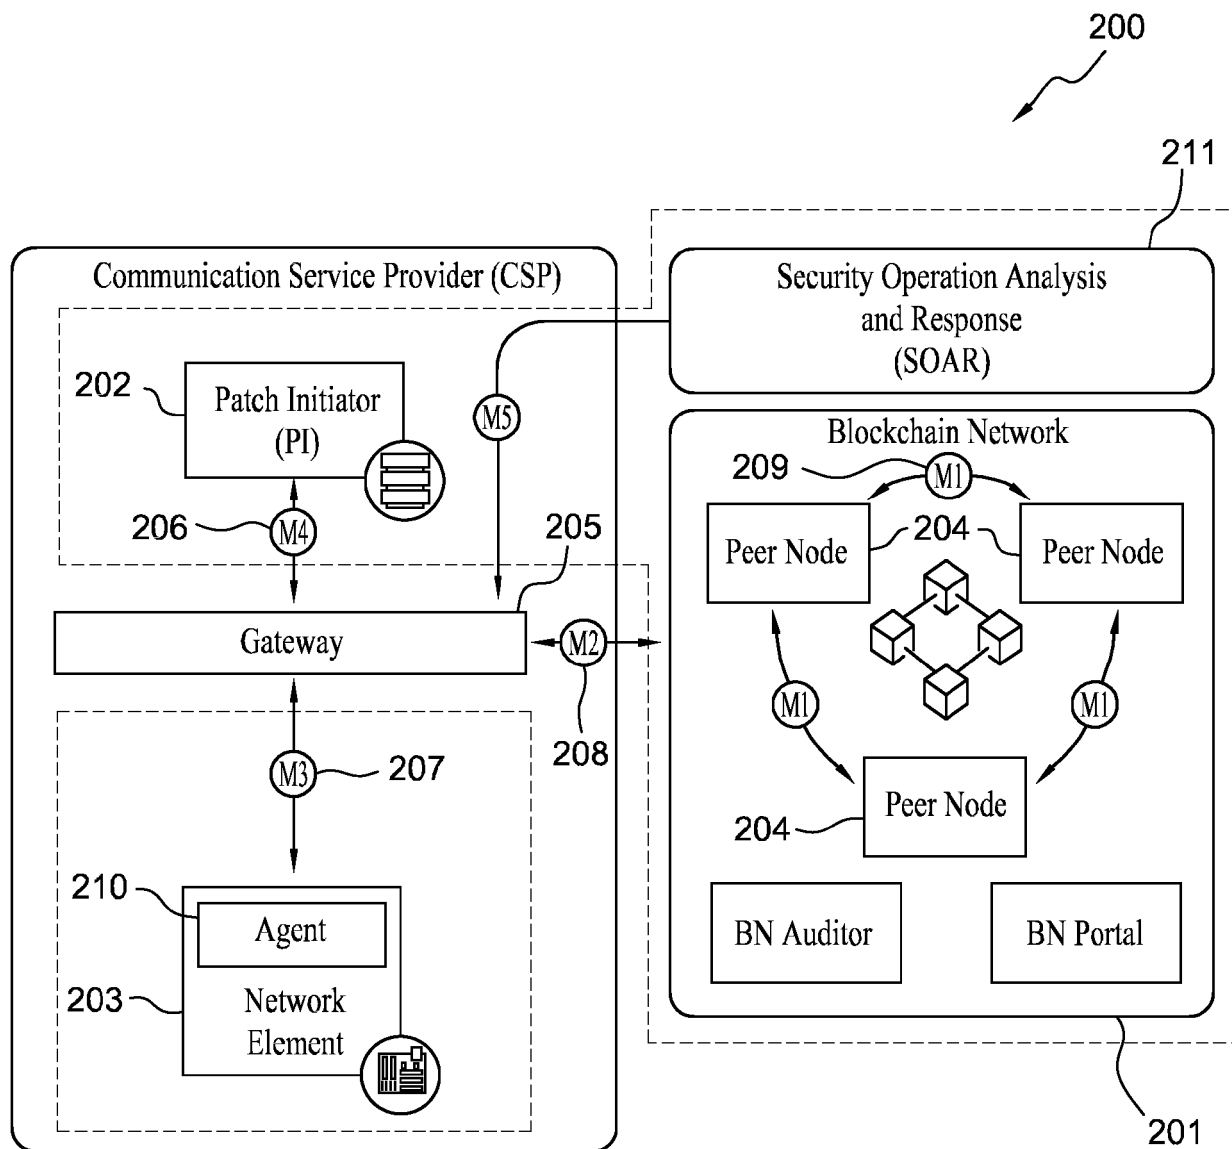 200
211
Communication Service Provider (CSP)
Security Operation Analysis
and Response
(SOAR)
202
Patch Initiator
(PI)
M5
Blockchain Network
209
M1
206
M4
205
Peer Node
204
Peer Node
Gateway
M2
208
M1
M1
M3
207
Peer Node
204
210
Agent
BN Auditor
BN Portal
203
Network
Element
201